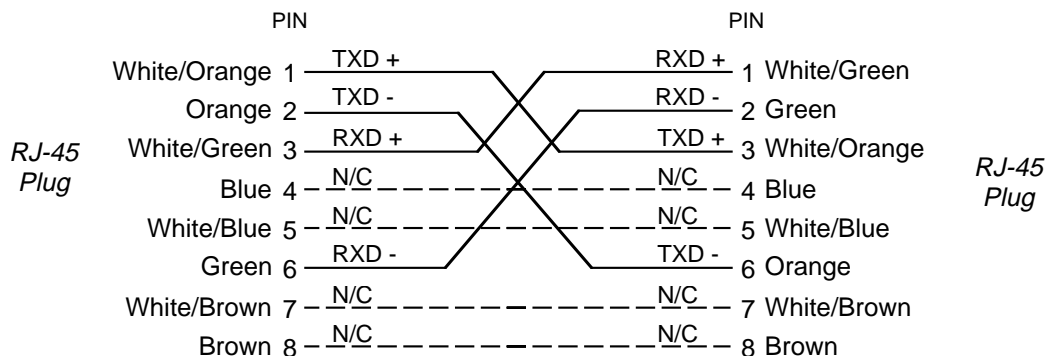 PIN PIN
White/Orange 1 TXD + RXD + 1 White/Green
Orange 2 TXD - RXD - 2 Green
White/Green 3 RXD + TXD + 3 White/Orange
RJ-45 Plug
RJ-45 Plug
Blue 4 N/C N/C 4 Blue
White/Blue 5 N/C N/C 5 White/Blue
Green 6 RXD - TXD - 6 Orange
White/Brown 7 N/C N/C 7 White/Brown
Brown 8 N/C N/C 8 Brown